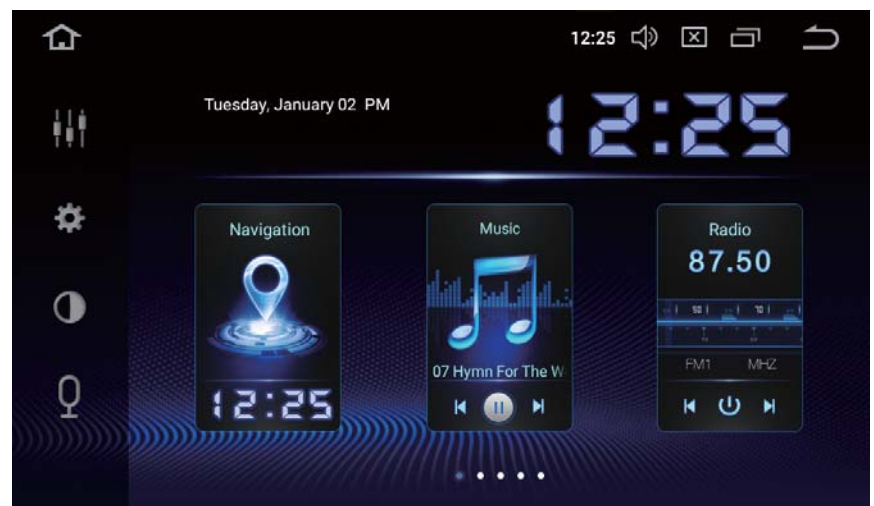 12:25
Tuesday, January 02 PM
12:25
Navigation
12:25
Music
07 Hymn For The W
Radio
87.50
FM1 MHZ